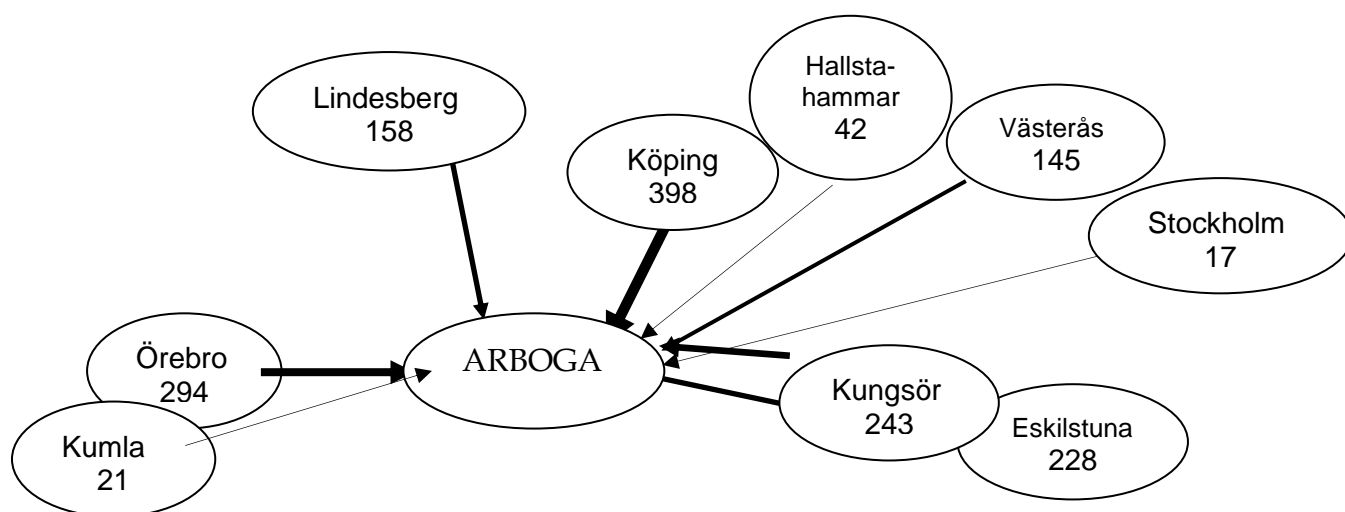 Lindesberg
158
Köping
398
Hallsta-
hammar
42
Västerås
145
Stockholm
17
Örebro
294
Kumla
21
ARBOGA
Kungsör
243
Eskilstuna
228